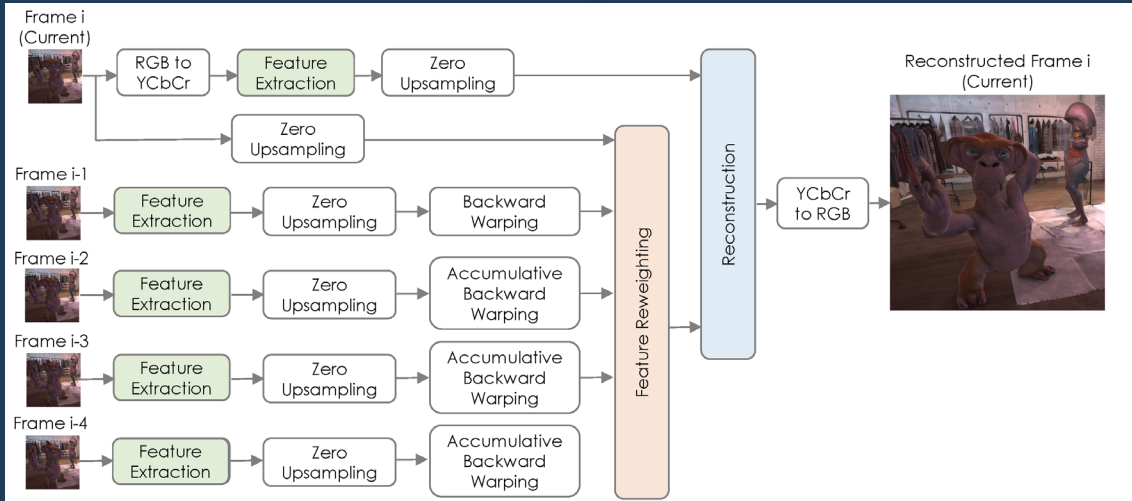 Frame i
(Current)
RGB to
YCbCr
Feature
Extraction
Zero
Upsampling
Zero
Upsampling
Frame i-1
Feature
Extraction
Zero
Upsampling
Backward
Warping
Frame i-2
Feature
Extraction
Zero
Upsampling
Accumulative
Backward
Warping
Frame i-3
Feature
Extraction
Zero
Upsampling
Accumulative
Backward
Warping
Frame i-4
Feature
Extraction
Zero
Upsampling
Accumulative
Backward
Warping
Feature Reweighting
Reconstruction
YCbCr
to RGB
Reconstructed Frame i
(Current)